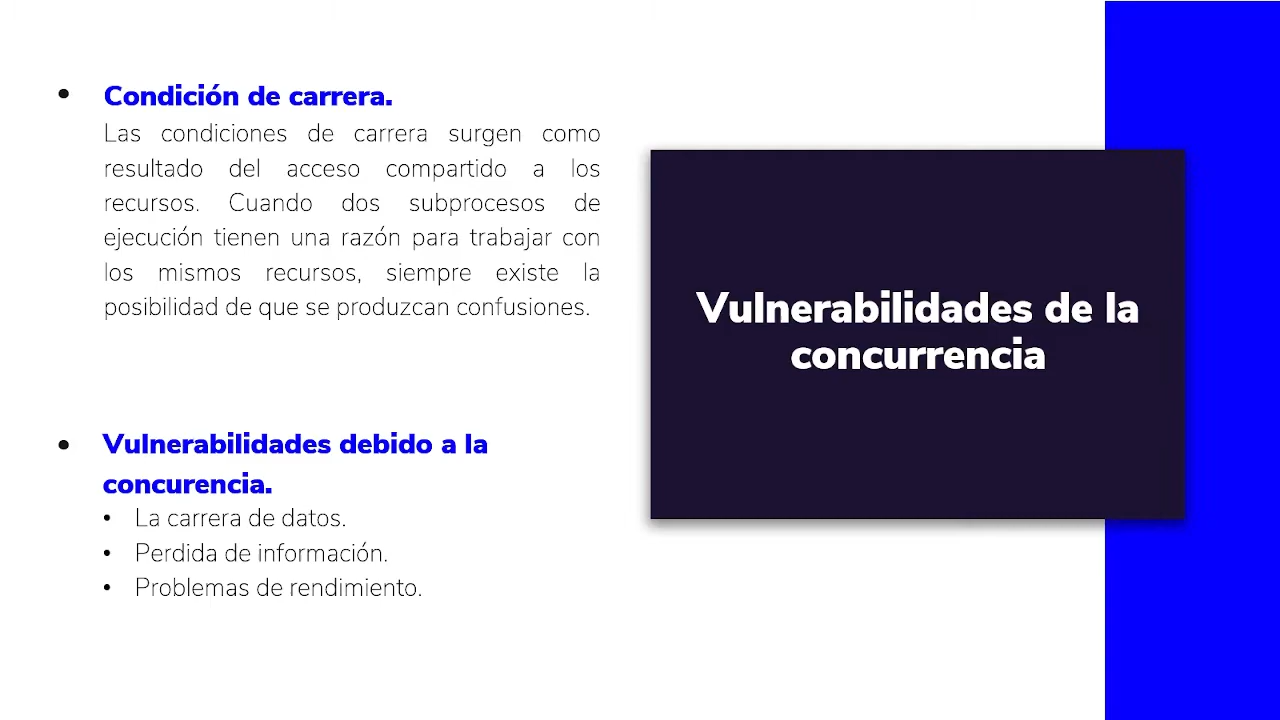 • Condición de carrera.
Las condiciones de carrera surgen como
resultado del acceso compartido a los
recursos. Cuando dos subprocesos de
ejecución tienen una razón para trabajar con
los mismos recursos, siempre existe la
posibilidad de que se produzcan confusiones.
• Vulnerabilidades debido a la
concurencia.
• La carrera de datos.
• Perdida de información.
• Problemas de rendimiento.
Vulnerabilidades de la
concurrencia